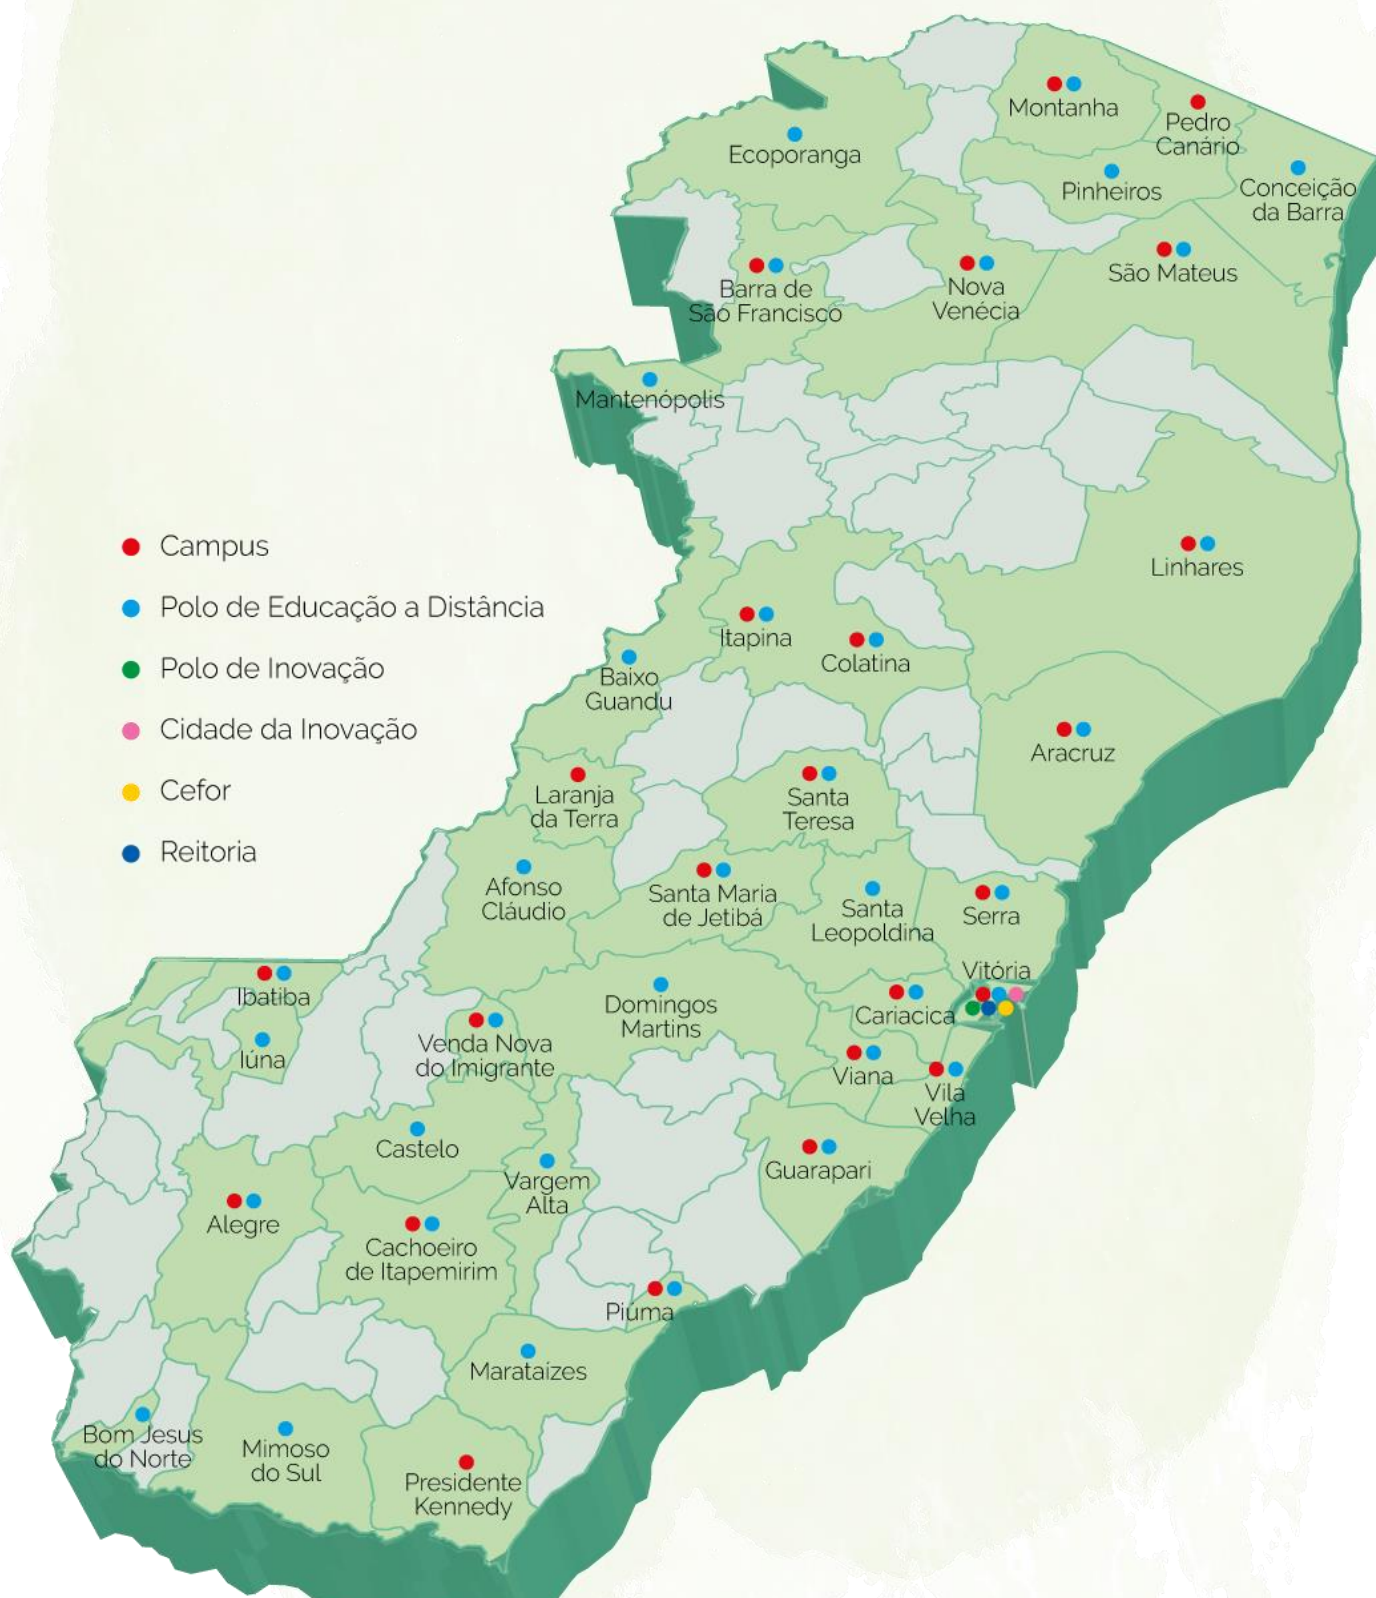 Montanha
Pedro
Canário
Ecoporanga
Pinheiros
Conceição
da Barra
São Mateus
Barra de
São Francisco
Nova
Venécia
Mantenópolis
Campus
Polo de Educação a Distância
Polo de Inovação
Cidade da Inovação
Cefor
Reitoria
Linhares
Itapina
Colatina
Baixo
Guandu
Aracruz
Laranja
da Terra
Santa
Teresa
Afonso
Cláudio
Santa Maria
de Jetibá
Santa
Leopoldina
Serra
Vitória
Ibatiba
Domingos
Martins
Cariacica
Iúna
Venda Nova
do Imigrante
Viana
Vila
Velha
Castelo
Vargem
Alta
Guarapari
Alegre
Cachoeiro
de Itapemirim
Piúma
Marataízes
Bom Jesus
do Norte
Mimoso
do Sul
Presidente
Kennedy